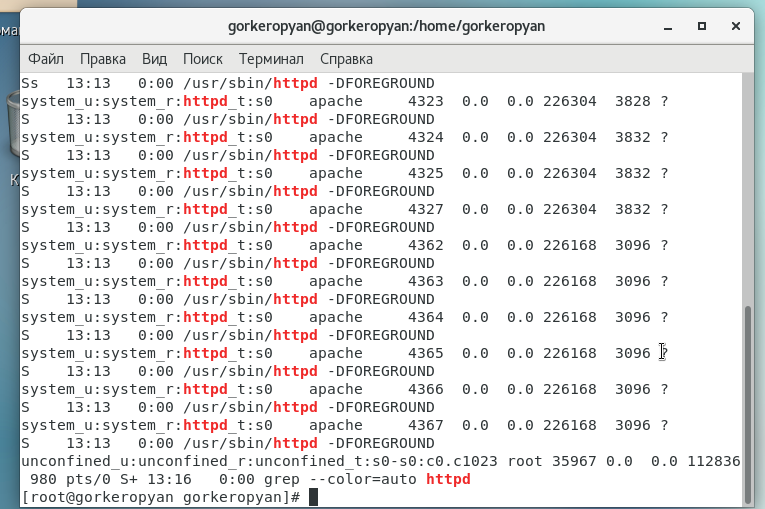 gorkeropyan@gorkeropyan:/home/gorkeropyan
Файл Правка Вид Поиск Терминал Справка
Ss   13:13   0:00 /usr/sbin/httpd -DFOREGROUND
system_u:system_r:httpd_t:s0    apache     4323  0.0  0.0 226304  3828 ?
S    13:13   0:00 /usr/sbin/httpd -DFOREGROUND
system_u:system_r:httpd_t:s0    apache     4324  0.0  0.0 226304  3832 ?
S    13:13   0:00 /usr/sbin/httpd -DFOREGROUND
system_u:system_r:httpd_t:s0    apache     4325  0.0  0.0 226304  3832 ?
S    13:13   0:00 /usr/sbin/httpd -DFOREGROUND
system_u:system_r:httpd_t:s0    apache     4327  0.0  0.0 226304  3832 ?
S    13:13   0:00 /usr/sbin/httpd -DFOREGROUND
system_u:system_r:httpd_t:s0    apache     4362  0.0  0.0 226168  3096 ?
S    13:13   0:00 /usr/sbin/httpd -DFOREGROUND
system_u:system_r:httpd_t:s0    apache     4363  0.0  0.0 226168  3096 ?
S    13:13   0:00 /usr/sbin/httpd -DFOREGROUND
system_u:system_r:httpd_t:s0    apache     4364  0.0  0.0 226168  3096 ?
S    13:13   0:00 /usr/sbin/httpd -DFOREGROUND
system_u:system_r:httpd_t:s0    apache     4365  0.0  0.0 226168  3096 ?
S    13:13   0:00 /usr/sbin/httpd -DFOREGROUND
system_u:system_r:httpd_t:s0    apache     4366  0.0  0.0 226168  3096 ?
S    13:13   0:00 /usr/sbin/httpd -DFOREGROUND
system_u:system_r:httpd_t:s0    apache     4367  0.0  0.0 226168  3096 ?
S    13:13   0:00 /usr/sbin/httpd -DFOREGROUND
unconfined_u:unconfined_r:unconfined_t:s0-s0:c0.c1023 root 35967 0.0  0.0 112836
 980 pts/0 S+ 13:16   0:00 grep --color=auto httpd
[root@gorkeropyan gorkeropyan]#